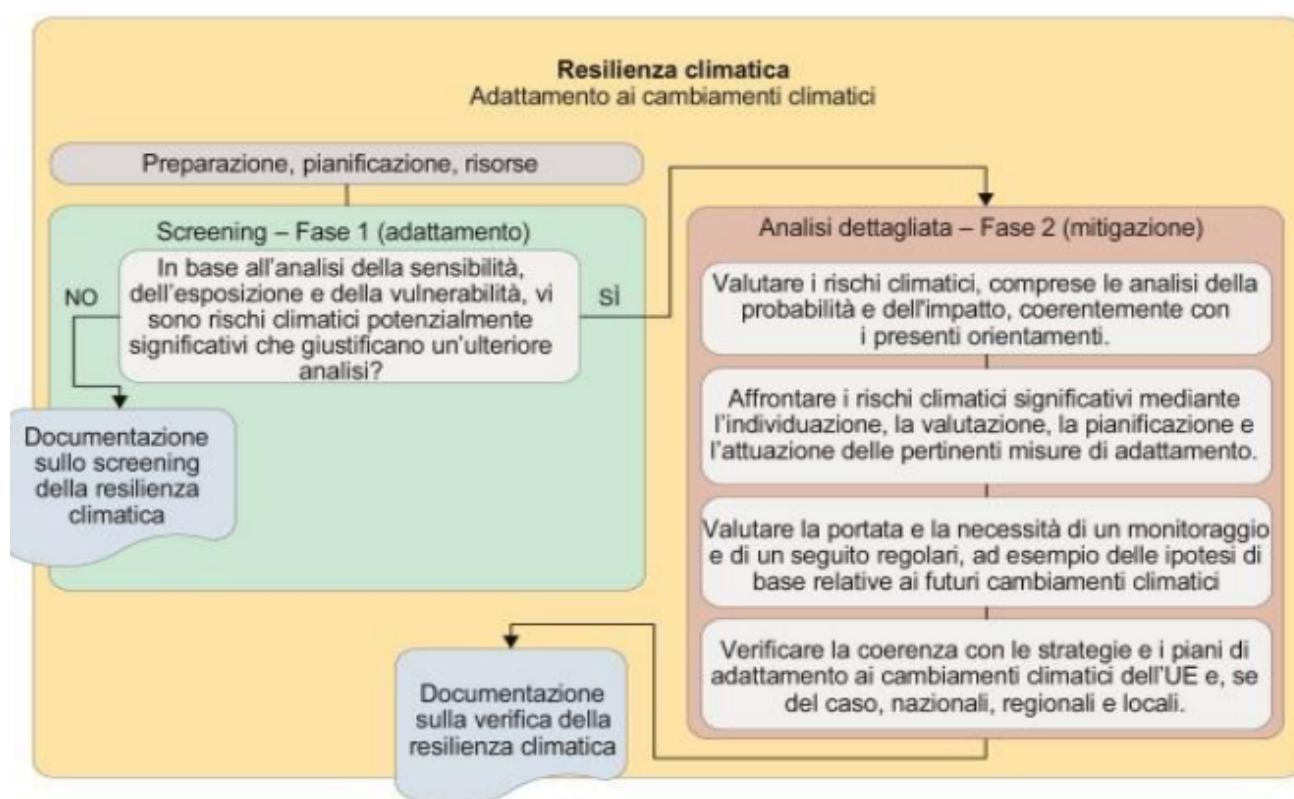 Resilienza climatica
Adattamento ai cambiamenti climatici
Preparazione, pianificazione, risorse
Screening – Fase 1 (adattamento)
In base all'analisi della sensibilità,
dell'esposizione e della vulnerabilità, vi
sono rischi climatici potenzialmente
significativi che giustificano un'ulteriore
analisi?
NO
SÌ
Documentazione
sullo screening
della resilienza
climatica
Analisi dettagliata – Fase 2 (mitigazione)
Valutare i rischi climatici, comprese le analisi della
probabilità e dell'impatto, coerentemente con
i presenti orientamenti.
Affrontare i rischi climatici significativi mediante
l'individuazione, la valutazione, la pianificazione e
l'attuazione delle pertinenti misure di adattamento.
Valutare la portata e la necessità di un monitoraggio
e di un seguito regolari, ad esempio delle ipotesi di
base relative ai futuri cambiamenti climatici
Verificare la coerenza con le strategie e i piani di
adattamento ai cambiamenti climatici dell'UE e, se
del caso, nazionali, regionali e locali.
Documentazione
sulla verifica della
resilienza climatica